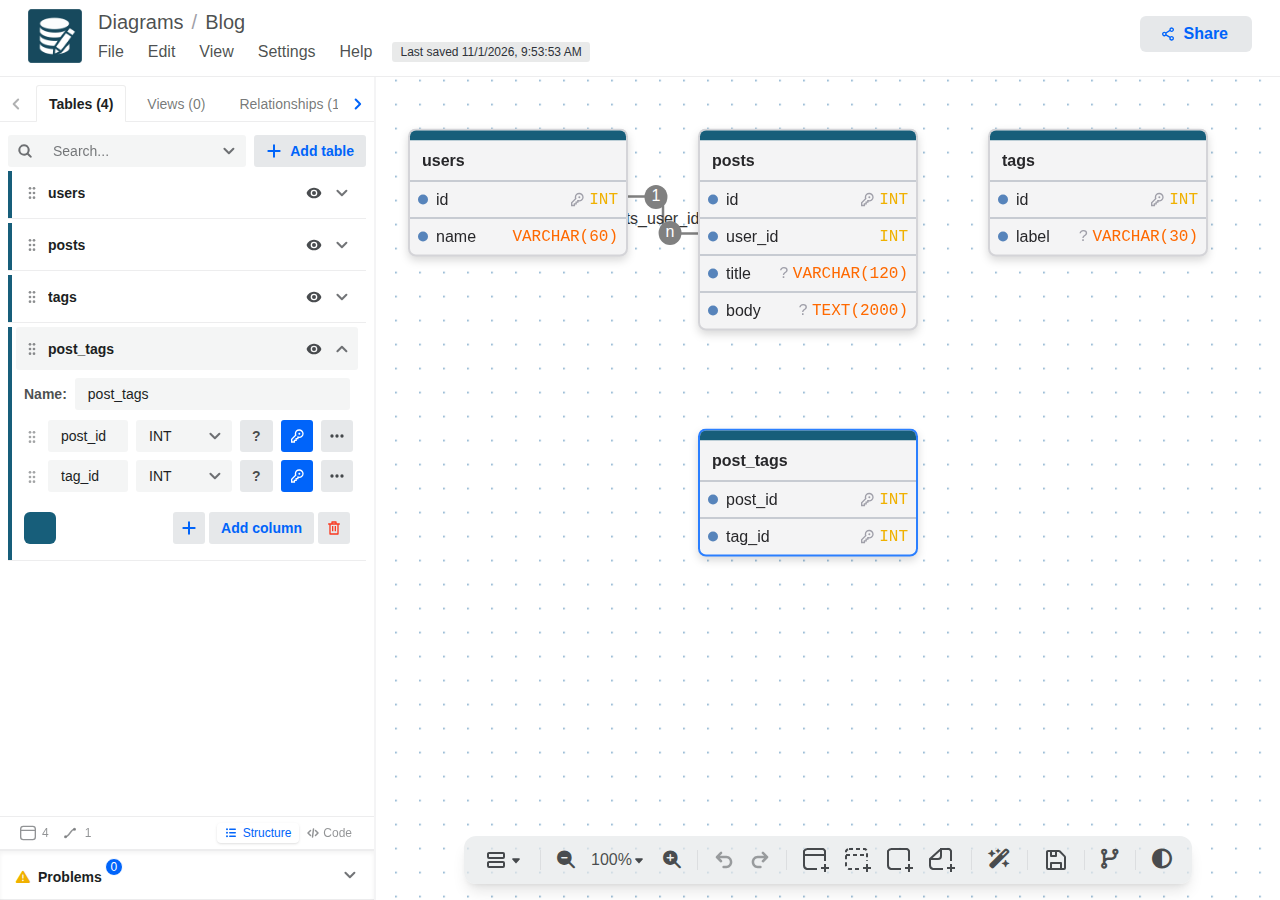 Diagrams / Blog
File Edit View Settings Help Last saved 11/1/2026, 9:53:53 AM
Share
Tables (4) Views (0) Relationships (1
Search... Add table
users
posts
tags
post_tags
Name: post_tags
post_id INT ?
tag_id INT ?
Add column
4 1 Structure Code
Problems 0
users
id INT
name VARCHAR(60)
1
ts_user_id
n
posts
id INT
user_id INT
title ? VARCHAR(120)
body ? TEXT(2000)
tags
id INT
label ? VARCHAR(30)
post_tags
post_id INT
tag_id INT
100%